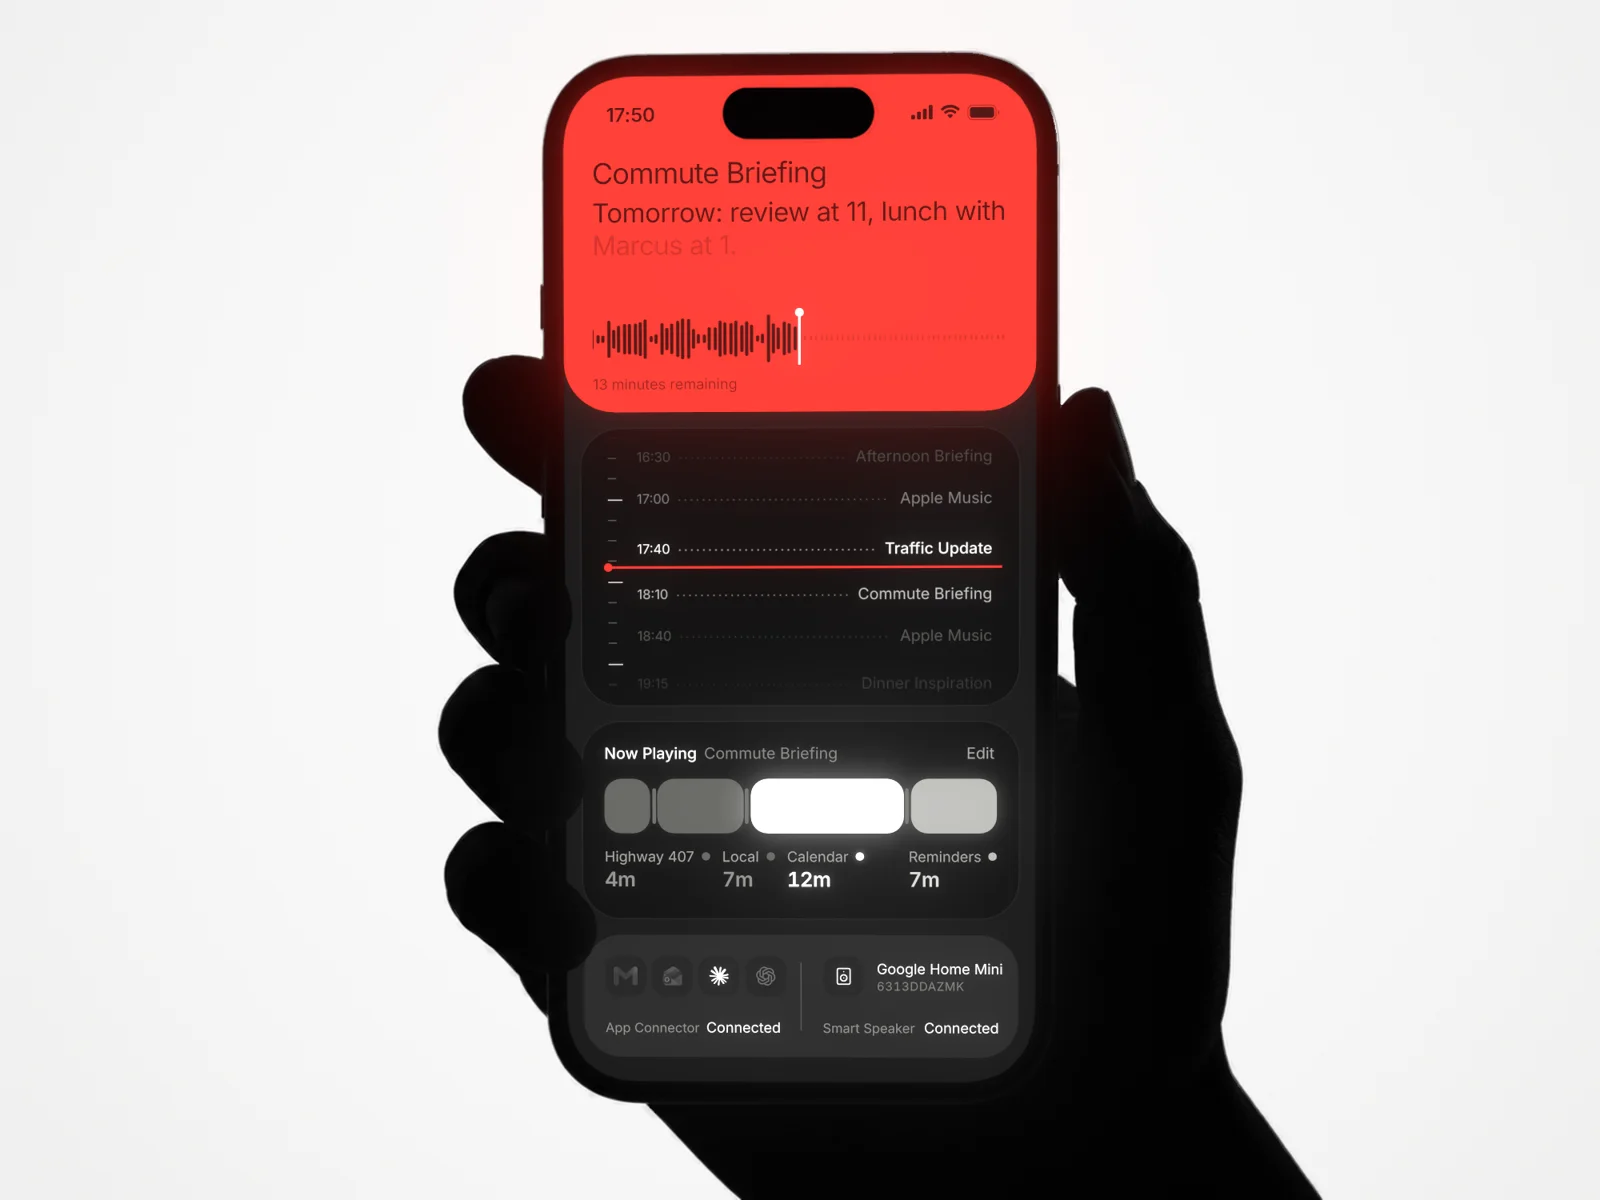 17:50
Commute Briefing
Tomorrow: review at 11, lunch with
Marcus at 1.
13 minutes remaining
16:30 Afternoon Briefing
17:00 Apple Music
17:40 Traffic Update
18:10 Commute Briefing
18:40 Apple Music
19:15 Dinner Inspiration
Now Playing Commute Briefing Edit
Highway 407 Local Calendar Reminders
4m 7m 12m 7m
Google Home Mini
6313DDAZMK
App Connector Connected Smart Speaker Connected